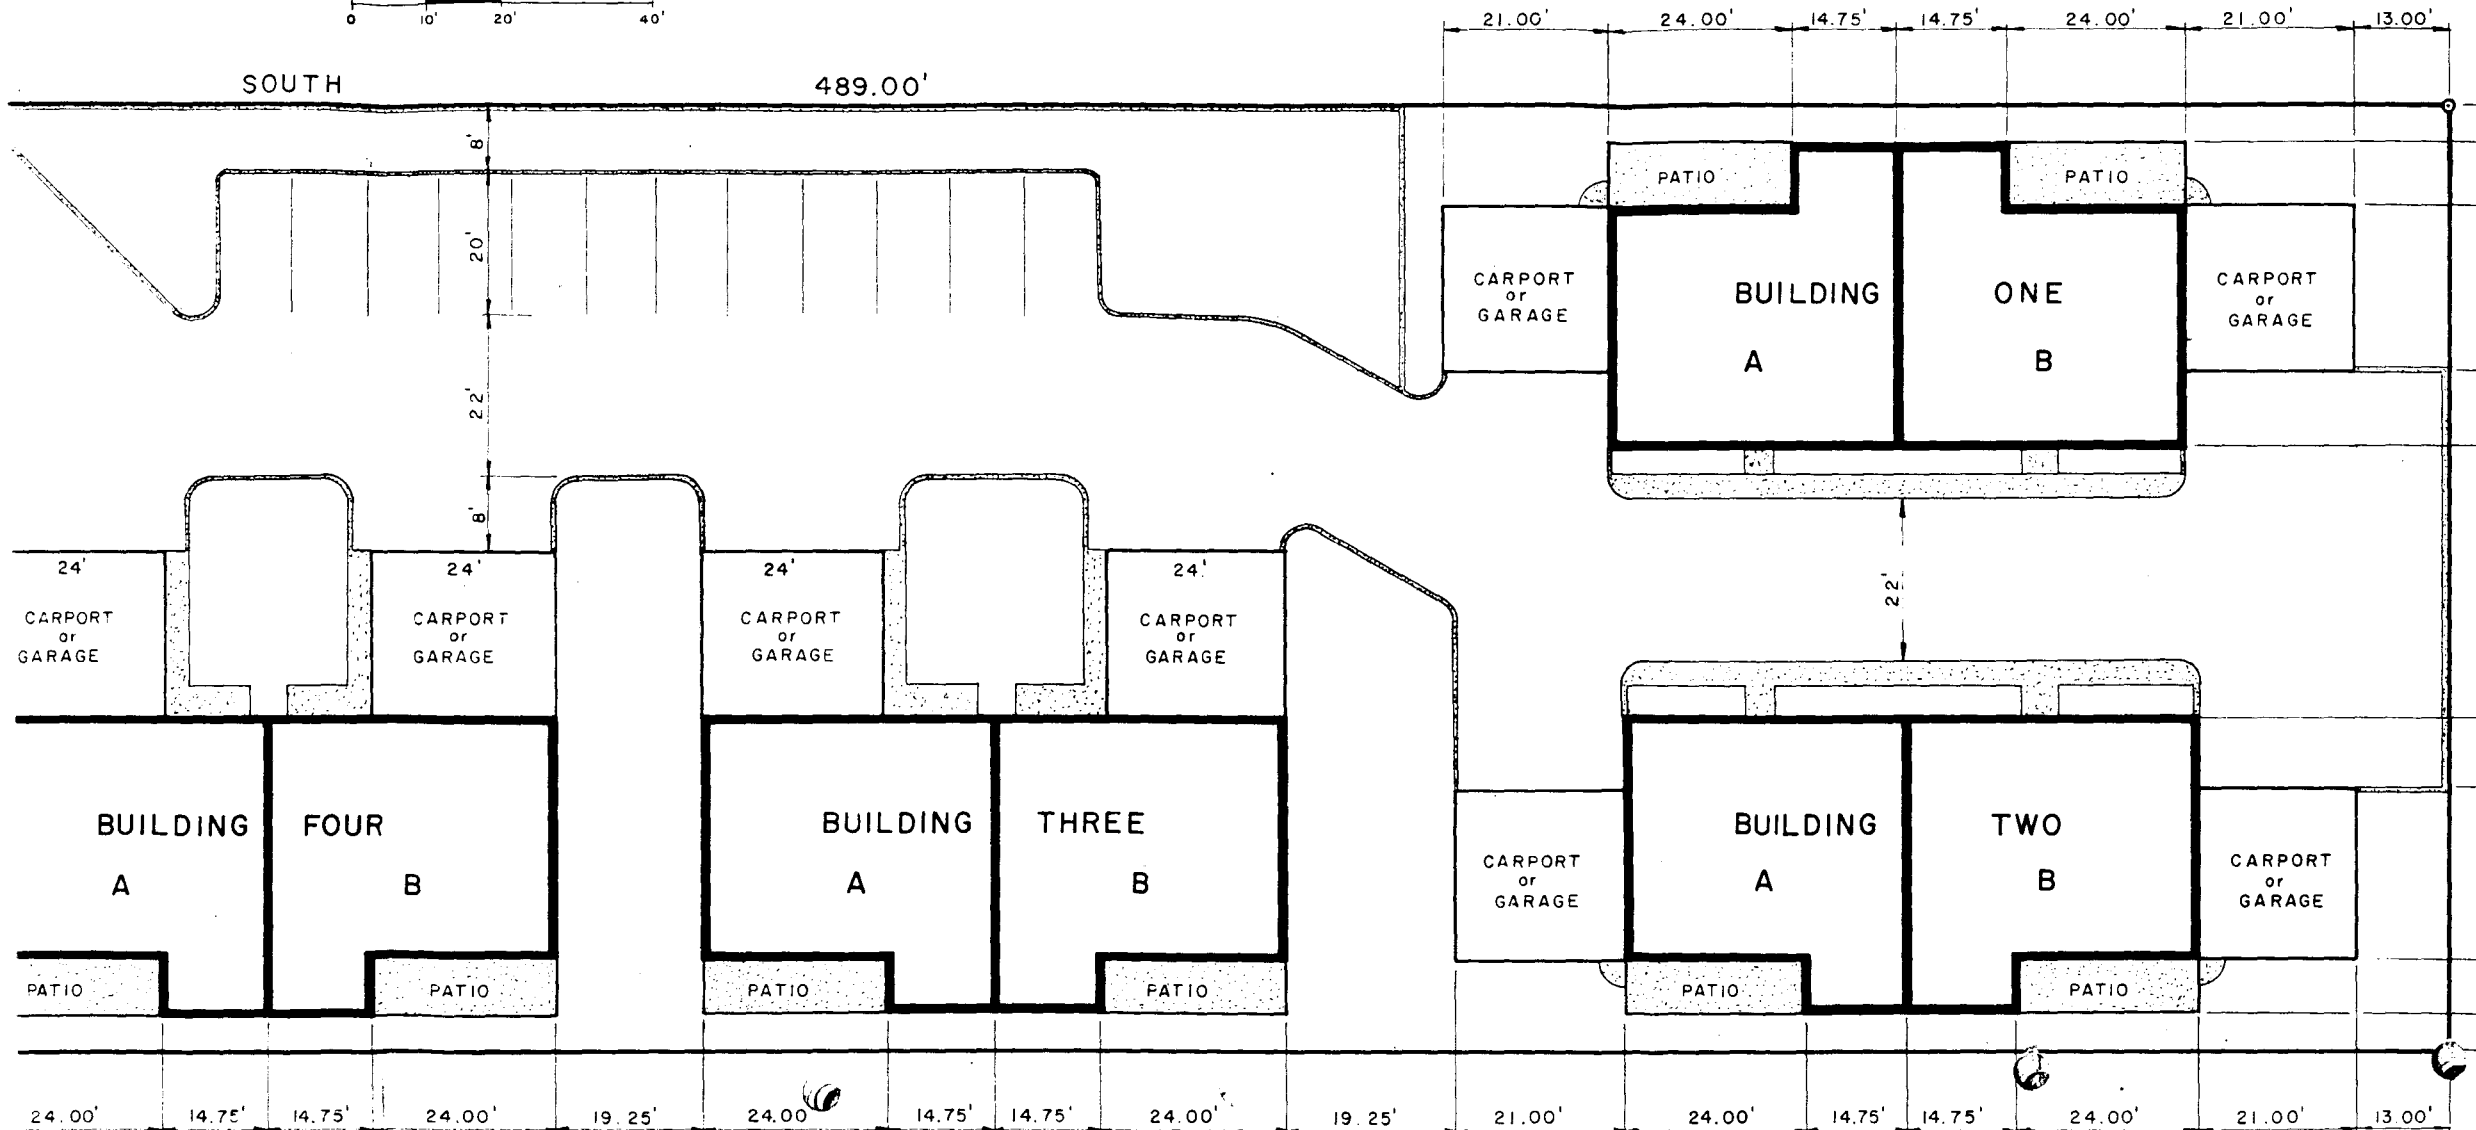 0 10' 20' 40'
21.00' 24.00' 14.75' 14.75' 24.00' 21.00' 13.00'
SOUTH 489.00'
8'
PATIO PATIO
20'
CARPORT
or
GARAGE
BUILDING ONE
CARPORT
or
GARAGE
A B
22'
8'
24' 24' 24' 24'
22'
CARPORT
or
GARAGE
CARPORT
or
GARAGE
CARPORT
or
GARAGE
CARPORT
or
GARAGE
BUILDING FOUR
A B
BUILDING THREE
A B
BUILDING TWO
A B
CARPORT
or
GARAGE
CARPORT
or
GARAGE
PATIO PATIO PATIO PATIO PATIO PATIO
24.00' 14.75' 14.75' 24.00' 19.25' 24.00' 14.75' 14.75' 24.00' 19.25' 21.00' 24.00' 14.75' 14.75' 24.00' 21.00' 13.00'